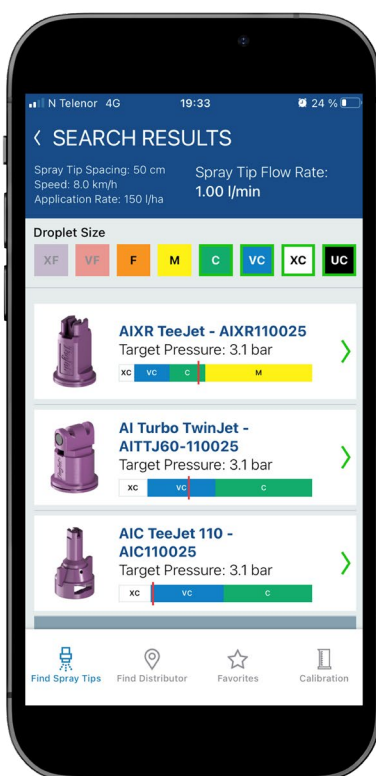 N Telenor 4G 19:33 24 %
SEARCH RESULTS
Spray Tip Spacing: 50 cm
Speed: 8.0 km/h
Application Rate: 150 l/ha
Spray Tip Flow Rate:
1.00 l/min
Droplet Size
XF VF F M C VC XC UC
AIXR TeeJet - AIXR110025
Target Pressure: 3.1 bar
XC VC C M
AI Turbo TwinJet -
AITTJ60-110025
Target Pressure: 3.1 bar
XC VC C
AIC TeeJet 110 -
AIC110025
Target Pressure: 3.1 bar
XC VC C
Find Spray Tips Find Distributor Favorites Calibration